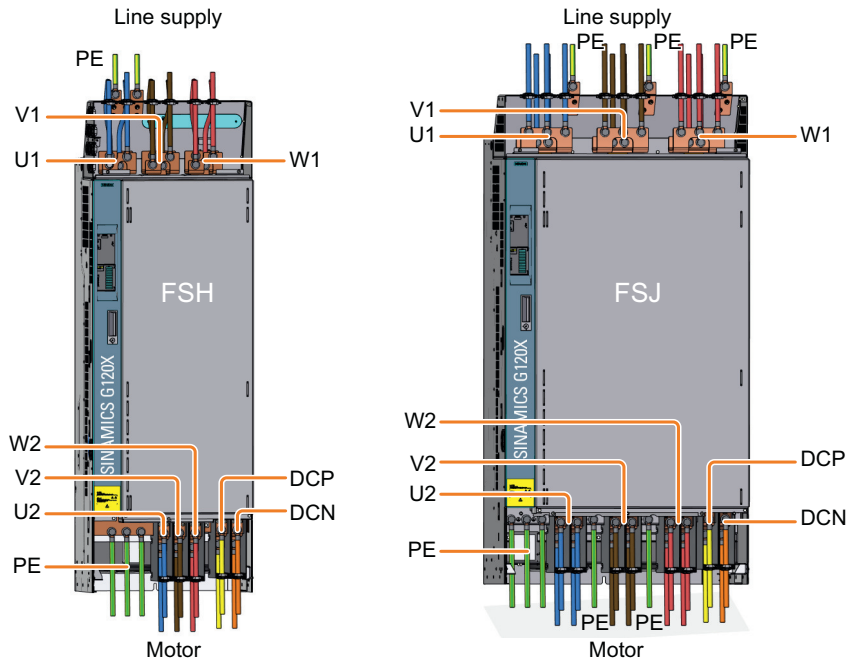 Line supply
PE
V1
U1
W1
FSH
SINAMICS G120X
W2
V2
U2
DCP
DCN
PE
Motor
Line supply
PE
PE
PE
V1
U1
W1
FSJ
SINAMICS G120X
W2
V2
U2
DCP
DCN
PE
PE
PE
Motor